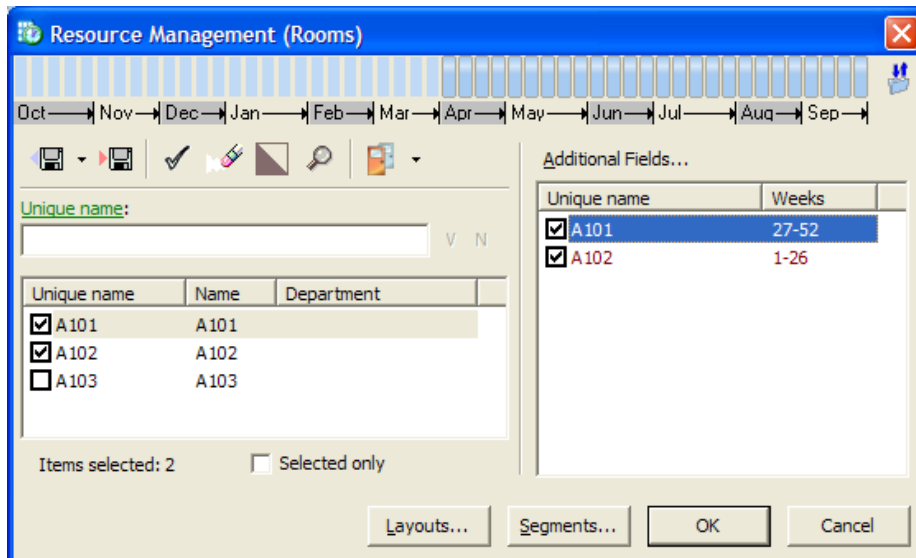 Resource Management (Rooms)
Oct Nov Dec Jan Feb Mar Apr May Jun Jul Aug Sep
Additional Fields...
Unique name:
V N
Unique name Weeks
A101 27-52
A102 1-26
Unique name Name Department
A101 A101
A102 A102
A103 A103
Items selected: 2 Selected only
Layouts... Segments... OK Cancel